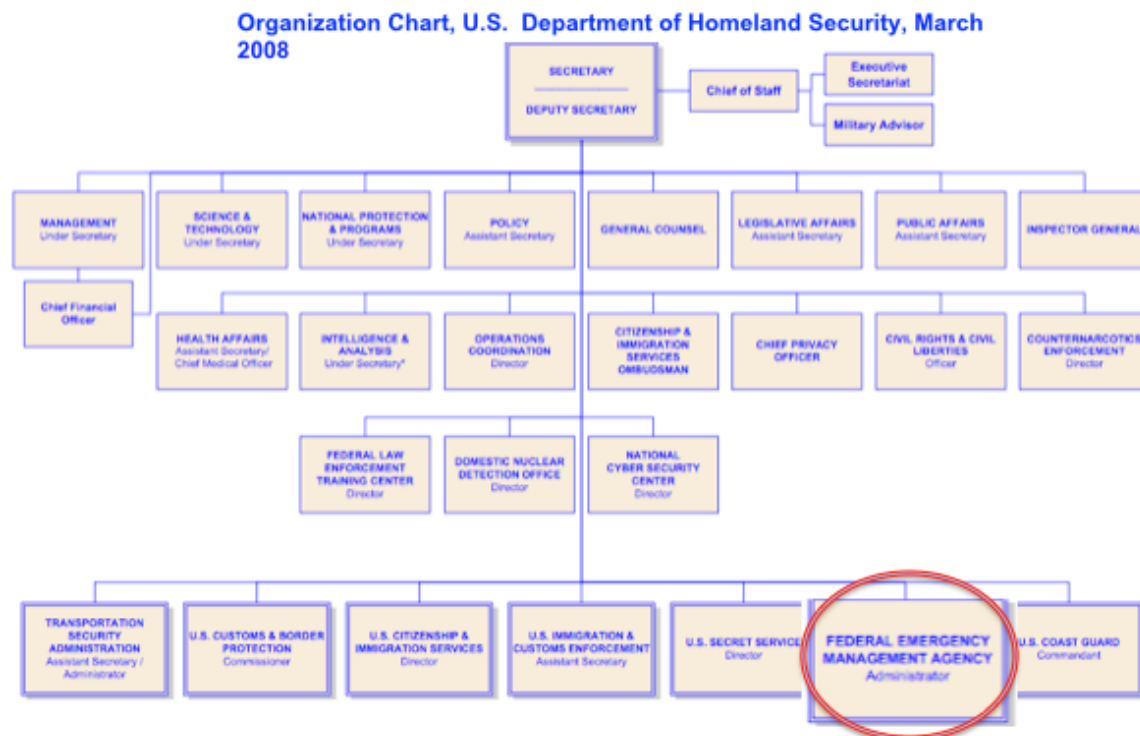 Organization Chart, U.S.  Department of Homeland Security, March
2008
SECRETARY
DEPUTY SECRETARY
Chief of Staff
Executive
Secretariat
Military Advisor
MANAGEMENT
Under Secretary
SCIENCE &
TECHNOLOGY
Under Secretary
NATIONAL PROTECTION
& PROGRAMS
Under Secretary
POLICY
Assistant Secretary
GENERAL COUNSEL
LEGISLATIVE AFFAIRS
Assistant Secretary
PUBLIC AFFAIRS
Assistant Secretary
INSPECTOR GENERAL
Chief Financial
Officer
HEALTH AFFAIRS
Assistant Secretary/
Chief Medical Officer
INTELLIGENCE &
ANALYSIS
Under Secretary*
OPERATIONS
COORDINATION
Director
CITIZENSHIP &
IMMIGRATION
SERVICES
OMBUDSMAN
CHIEF PRIVACY
OFFICER
CIVIL RIGHTS & CIVIL
LIBERTIES
Officer
COUNTERNARCOTICS
ENFORCEMENT
Director
FEDERAL LAW
ENFORCEMENT
TRAINING CENTER
Director
DOMESTIC NUCLEAR
DETECTION OFFICE
Director
NATIONAL
CYBER SECURITY
CENTER
Director
TRANSPORTATION
SECURITY
ADMINISTRATION
Assistant Secretary /
Administrator
U.S. CUSTOMS & BORDER
PROTECTION
Commissioner
U.S. CITIZENSHIP &
IMMIGRATION SERVICES
Director
U.S. IMMIGRATION &
CUSTOMS ENFORCEMENT
Assistant Secretary
U.S. SECRET SERVICE
Director
FEDERAL EMERGENCY
MANAGEMENT AGENCY
Administrator
U.S. COAST GUARD
Commandant